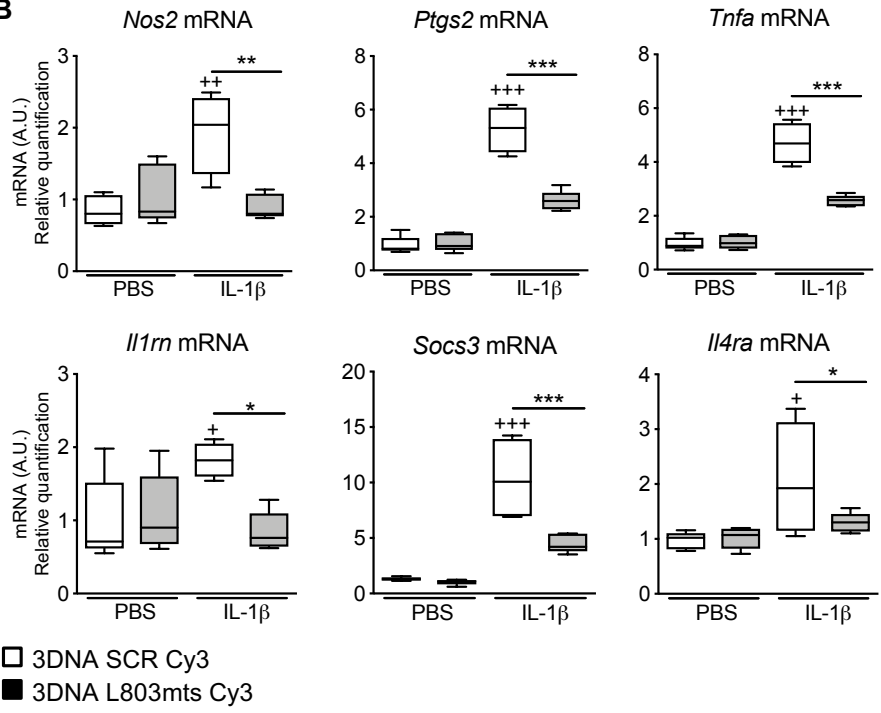 B
Nos2 mRNA
Ptgs2 mRNA
Tnfa mRNA
mRNA (A.U.)
Relative quantification
3
2
1
0
++
**
PBS
IL-1β
8
6
4
2
0
+++
***
PBS
IL-1β
8
6
4
2
0
+++
***
PBS
IL-1β
Il1rn mRNA
Socs3 mRNA
Il4ra mRNA
mRNA (A.U.)
Relative quantification
3
2
1
0
+
*
PBS
IL-1β
20
15
10
5
0
+++
***
PBS
IL-1β
4
3
2
1
0
+
*
PBS
IL-1β
3DNA SCR Cy3
3DNA L803mts Cy3